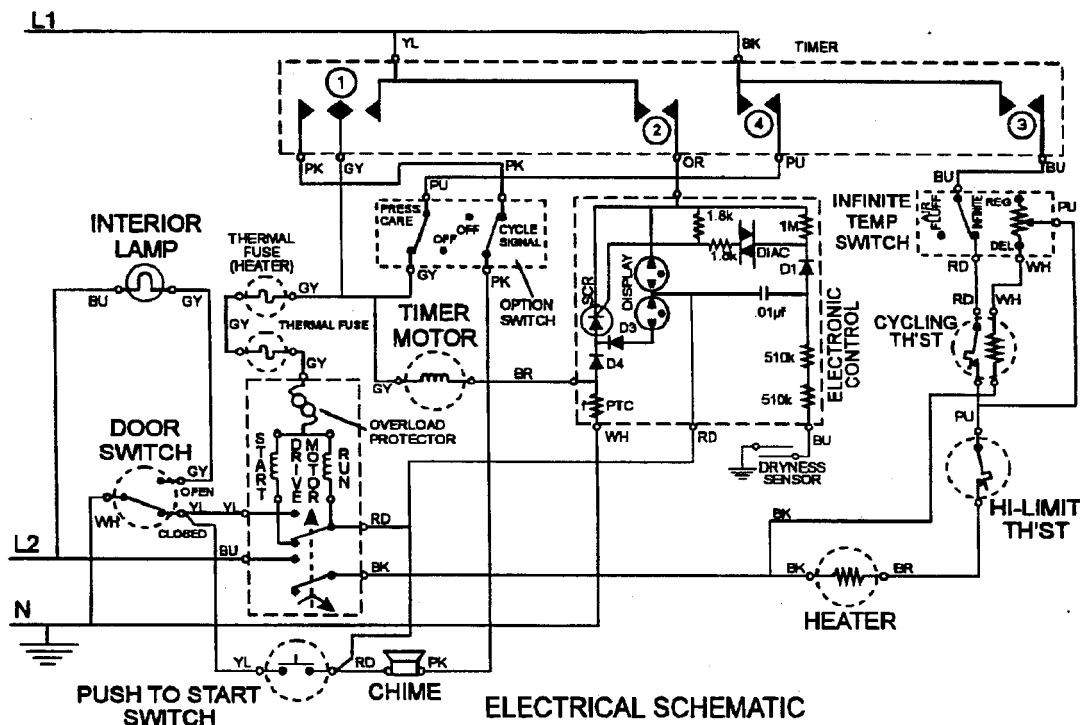 L1
YL
BK
TIMER
1
2
4
3
PK
GY
PK
OR
PU
BU
BU
PU
PRESS CARE
OFF
OFF
CYCLE SIGNAL
GY
PK
OPTION SWITCH
INTERIOR LAMP
BU
GY
THERMAL FUSE (HEATER)
GY
GY
THERMAL FUSE
GY
TIMER MOTOR
GY
BR
1.8k
1.8k
DIAC
1M
D1
SCR
DISPLAY
D3
D4
.01µf
510k
510k
PTC
ELECTRONIC CONTROL
WH
RD
BU
DRYNESS SENSOR
INFINITE TEMP SWITCH
AIR FLUFF
INFINITE
REG
DEL
PU
RD
WH
RD
WH
CYCLING TH'ST
PU
HI-LIMIT TH'ST
OVERLOAD PROTECTOR
START
DRIVE MOTOR
RUN
DOOR SWITCH
GY
OPEN
WH
YL
YL
CLOSED
RD
BU
BK
BK
BK
BR
HEATER
L2
N
YL
RD
PK
PUSH TO START SWITCH
CHIME
ELECTRICAL SCHEMATIC